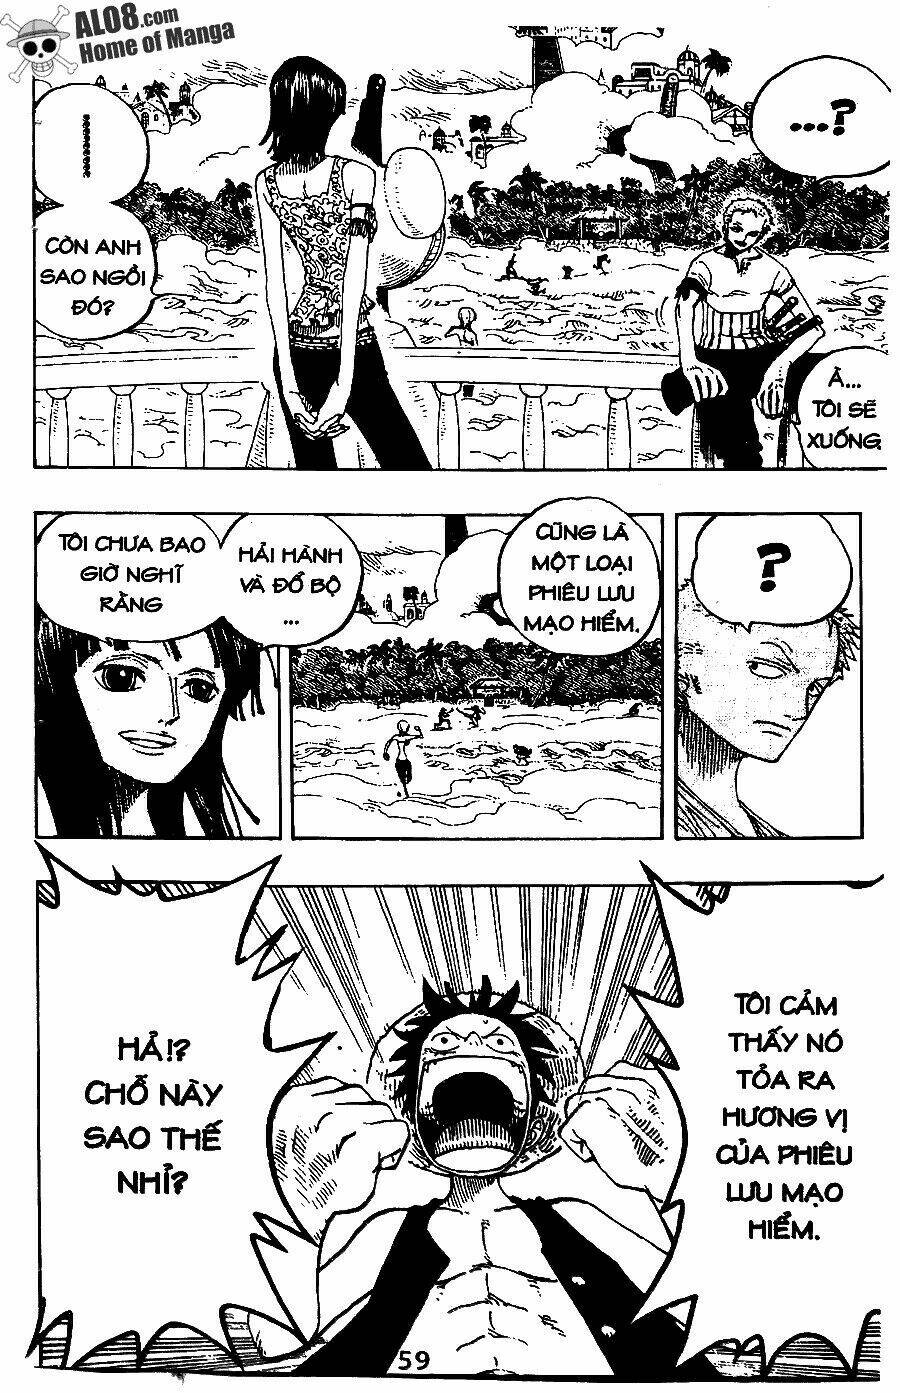 AL08.com
Home of Manga
...?
.........
CÒN ANH
SAO NGỒI
ĐÓ?
À...
TÔI SẼ
XUỐNG
?
CŨNG LÀ
MỘT LOẠI
PHIÊU LƯU
MẠO HIỂM.
HẢI HÀNH
VÀ ĐỔ BỘ
...
TÔI CHƯA BAO
GIỜ NGHĨ
RẰNG
TÔI CẢM
THẤY NÓ
TỎA RA
HƯƠNG VỊ
CỦA PHIÊU
LƯU MẠO
HIỂM.
HẢ!?
CHỖ NÀY
SAO THẾ
NHỈ?
59